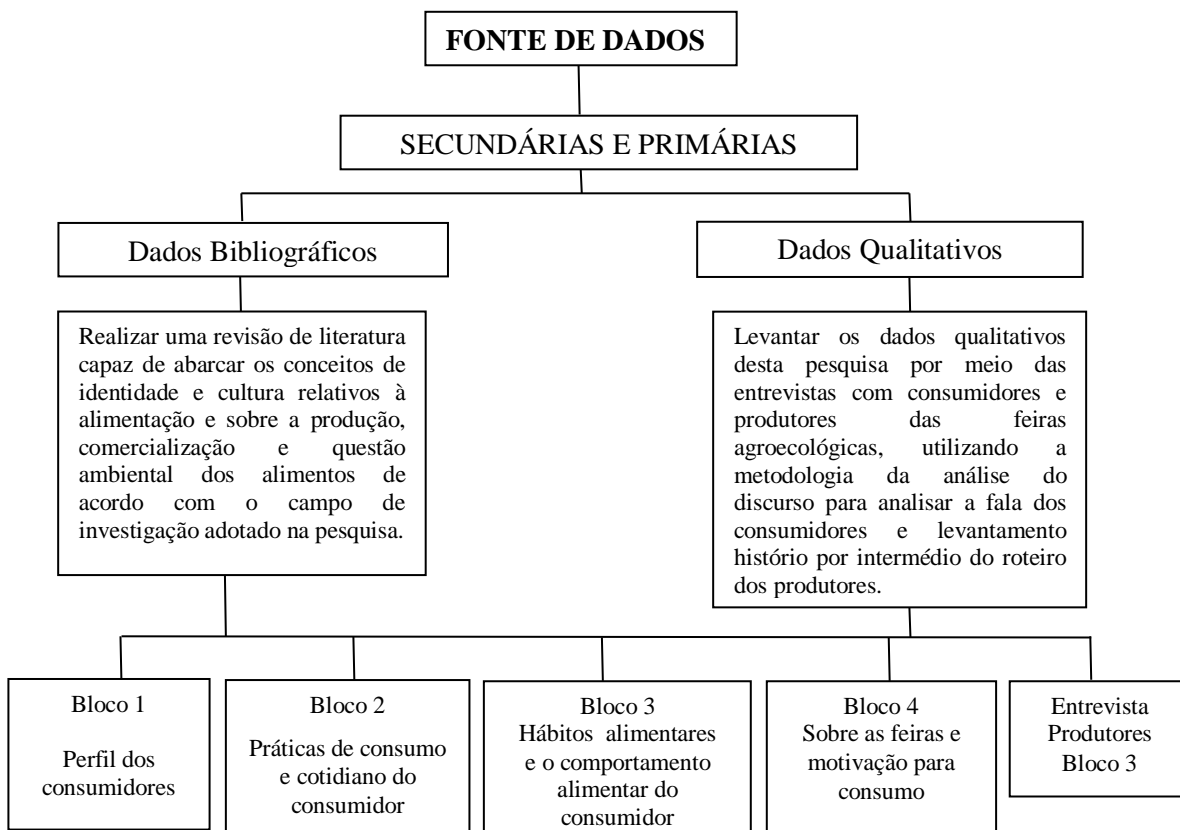 FONTE DE DADOS
SECUNDÁRIAS E PRIMÁRIAS
Dados Bibliográficos
Realizar uma revisão de literatura
capaz de abarcar os conceitos de
identidade e cultura relativos à
alimentação e sobre a produção,
comercialização e questão
ambiental dos alimentos de
acordo com o campo de
investigação adotado na pesquisa.
Dados Qualitativos
Levantar os dados qualitativos
desta pesquisa por meio das
entrevistas com consumidores e
produtores das feiras
agroecológicas, utilizando a
metodologia da análise do
discurso para analisar a fala dos
consumidores e levantamento
histório por intermédio do roteiro
dos produtores.
Bloco 1
Perfil dos
consumidores
Bloco 2
Práticas de consumo
e cotidiano do
consumidor
Bloco 3
Hábitos alimentares
e o comportamento
alimentar do
consumidor
Bloco 4
Sobre as feiras e
motivação para
consumo
Entrevista
Produtores
Bloco 3